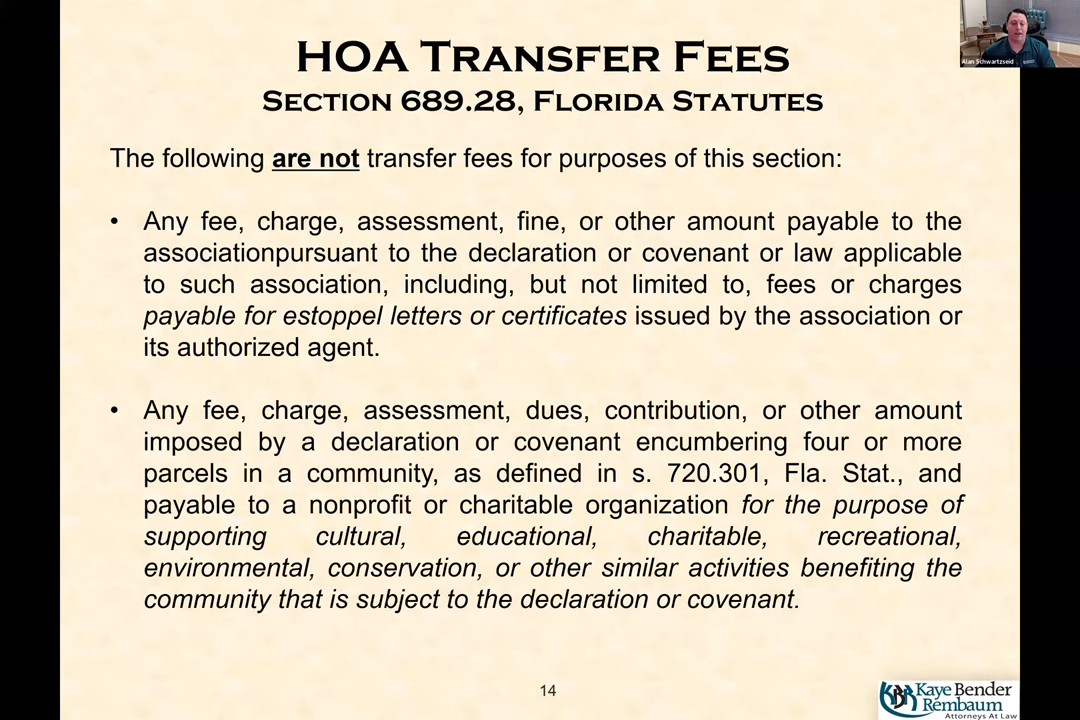 Alan Schwartzseid
HOA Transfer Fees
Section 689.28, Florida Statutes
The following are not transfer fees for purposes of this section:
• Any fee, charge, assessment, fine, or other amount payable to the
associationpursuant to the declaration or covenant or law applicable
to such association, including, but not limited to, fees or charges
payable for estoppel letters or certificates issued by the association or
its authorized agent.
• Any fee, charge, assessment, dues, contribution, or other amount
imposed by a declaration or covenant encumbering four or more
parcels in a community, as defined in s. 720.301, Fla. Stat., and
payable to a nonprofit or charitable organization for the purpose of
supporting cultural, educational, charitable, recreational,
environmental, conservation, or other similar activities benefiting the
community that is subject to the declaration or covenant.
14
KBR Kaye Bender
Rembaum
Attorneys At Law